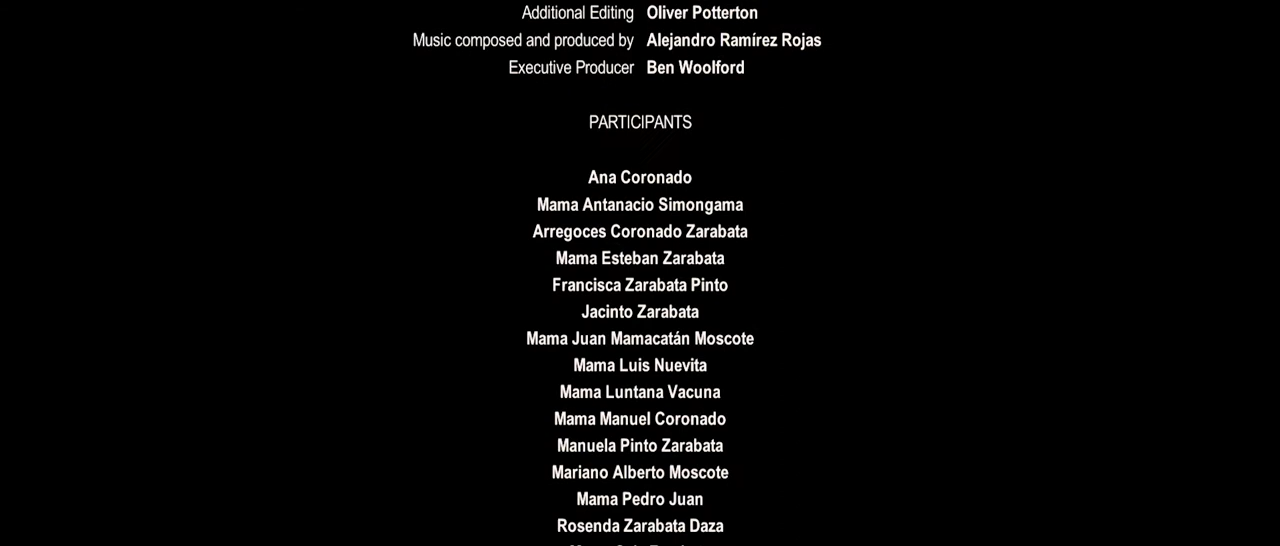 Additional Editing Oliver Potterton
Music composed and produced by Alejandro Ramírez Rojas
Executive Producer Ben Woolford
PARTICIPANTS
Ana Coronado
Mama Antanacio Simongama
Arregoces Coronado Zarabata
Mama Esteban Zarabata
Francisca Zarabata Pinto
Jacinto Zarabata
Mama Juan Mamacatán Moscote
Mama Luis Nuevita
Mama Luntana Vacuna
Mama Manuel Coronado
Manuela Pinto Zarabata
Mariano Alberto Moscote
Mama Pedro Juan
Rosenda Zarabata Daza